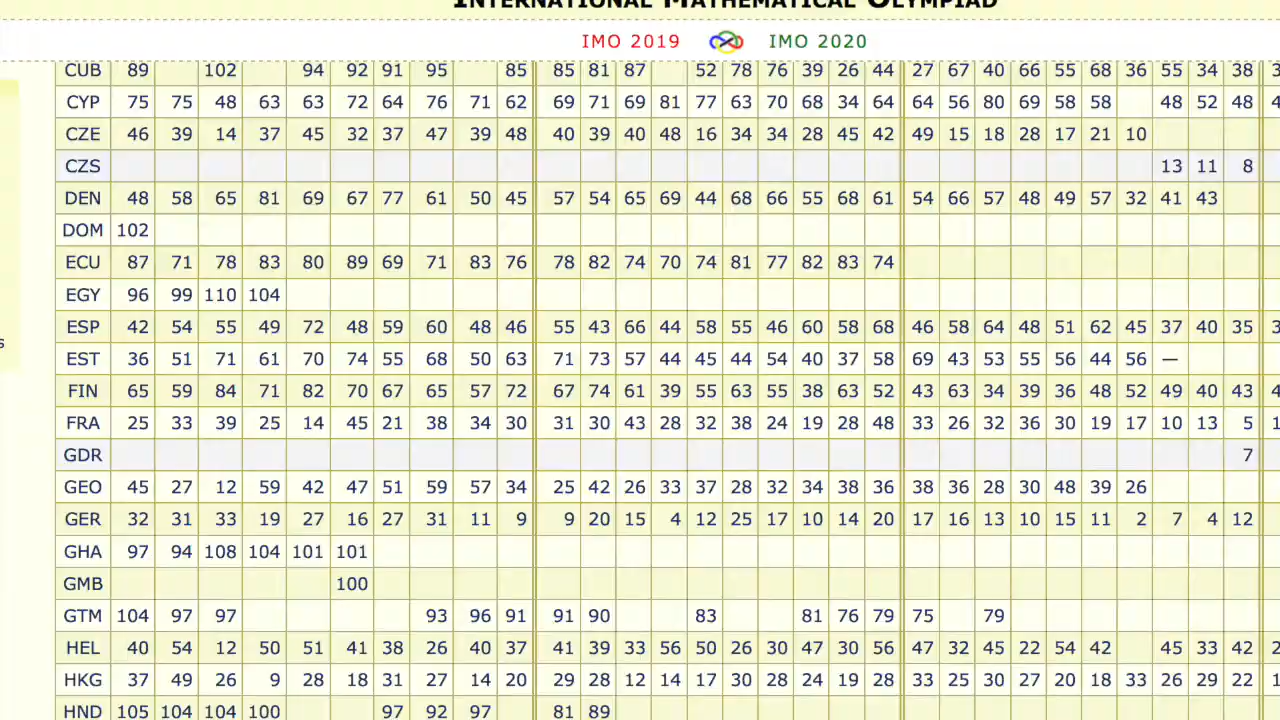 INTERNATIONAL MATHEMATICAL OLYMPIAD
IMO 2019 IMO 2020
CUB 89 102 94 92 91 95 85 85 81 87 52 78 76 39 26 44 27 67 40 66 55 68 36 55 34 38
CYP 75 75 48 63 63 72 64 76 71 62 69 71 69 81 77 63 70 68 34 64 64 56 80 69 58 58 48 52 48
CZE 46 39 14 37 45 32 37 47 39 48 40 39 40 48 16 34 34 28 45 42 49 15 18 28 17 21 10
CZS 13 11 8
DEN 48 58 65 81 69 67 77 61 50 45 57 54 65 69 44 68 66 55 68 61 54 66 57 48 49 57 32 41 43
DOM 102
ECU 87 71 78 83 80 89 69 71 83 76 78 82 74 70 74 81 77 82 83 74
EGY 96 99 110 104
ESP 42 54 55 49 72 48 59 60 48 46 55 43 66 44 58 55 46 60 58 68 46 58 64 48 51 62 45 37 40 35
EST 36 51 71 61 70 74 55 68 50 63 71 73 57 44 45 44 54 40 37 58 69 43 53 55 56 44 56 —
FIN 65 59 84 71 82 70 67 65 57 72 67 74 61 39 55 63 55 38 63 52 43 63 34 39 36 48 52 49 40 43
FRA 25 33 39 25 14 45 21 38 34 30 31 30 43 28 32 38 24 19 28 48 33 26 32 36 30 19 17 10 13 5
GDR 7
GEO 45 27 12 59 42 47 51 59 57 34 25 42 26 33 37 28 32 34 38 36 38 36 28 30 48 39 26
GER 32 31 33 19 27 16 27 31 11 9 9 20 15 4 12 25 17 10 14 20 17 16 13 10 15 11 2 7 4 12
GHA 97 94 108 104 101 101
GMB 100
GTM 104 97 97 93 96 91 91 90 83 81 76 79 75 79
HEL 40 54 12 50 51 41 38 26 40 37 41 39 33 56 50 26 30 47 30 56 47 32 45 22 54 42 45 33 42
HKG 37 49 26 9 28 18 31 27 14 20 29 28 12 14 17 30 28 24 19 28 33 25 30 27 20 18 33 26 29 22
HND 105 104 104 100 97 92 97 81 89